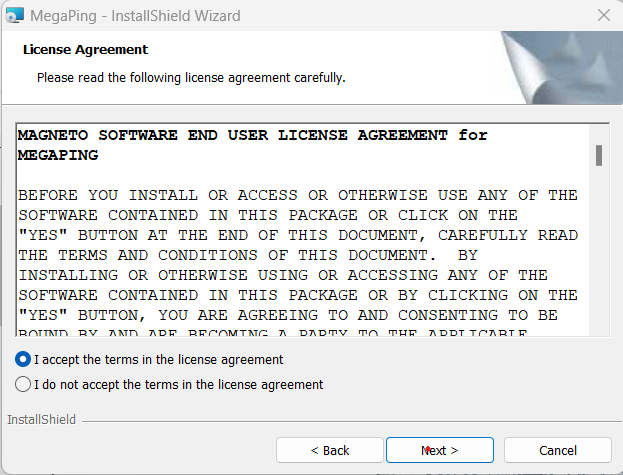 MegaPing - InstallShield Wizard
License Agreement
Please read the following license agreement carefully.
MAGNETO SOFTWARE END USER LICENSE AGREEMENT for
MEGAPING
BEFORE YOU INSTALL OR ACCESS OR OTHERWISE USE ANY OF THE
SOFTWARE CONTAINED IN THIS PACKAGE OR CLICK ON THE
"YES" BUTTON AT THE END OF THIS DOCUMENT, CAREFULLY READ
THE TERMS AND CONDITIONS OF THIS DOCUMENT.  BY
INSTALLING OR OTHERWISE USING OR ACCESSING ANY OF THE
SOFTWARE CONTAINED IN THIS PACKAGE OR BY CLICKING ON THE
"YES" BUTTON, YOU ARE AGREEING TO AND CONSENTING TO BE
BOUND BY AND ARE BECOMING A PARTY TO THE APPLICABLE
I accept the terms in the license agreement
I do not accept the terms in the license agreement
InstallShield
< Back
Next >
Cancel